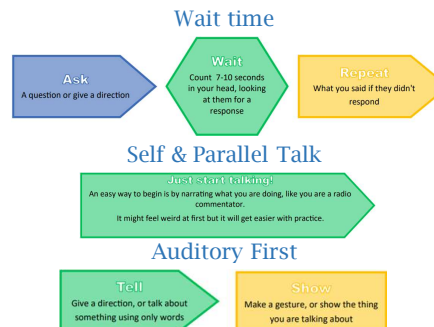 Wait time
Ask
A question or give a direction
Wait
Count 7-10 seconds
in your head, looking
at them for a
response
Repeat
What you said if they didn't
respond
Self & Parallel Talk
Just start talking!
An easy way to begin is by narrating what you are doing, like you are a radio
commentator.
It might feel weird at first but it will get easier with practice.
Auditory First
Tell
Give a direction, or talk about
something using only words
Show
Make a gesture, or show the thing
you are talking about